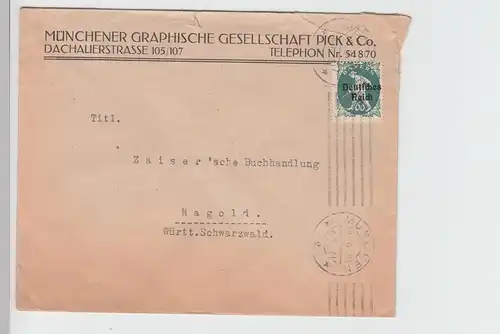 MÜNCHENER GRAPHISCHE GESELLSCHAFT PICK & Co.
DACHAUERSTRASSE 105/107 TELEPHON Nr. 54870
Deutsches
Reich
Titl.
Zaiser'sche Buchhandlung
Nagold.
Württ.Schwarzwald.
MÜNCHEN